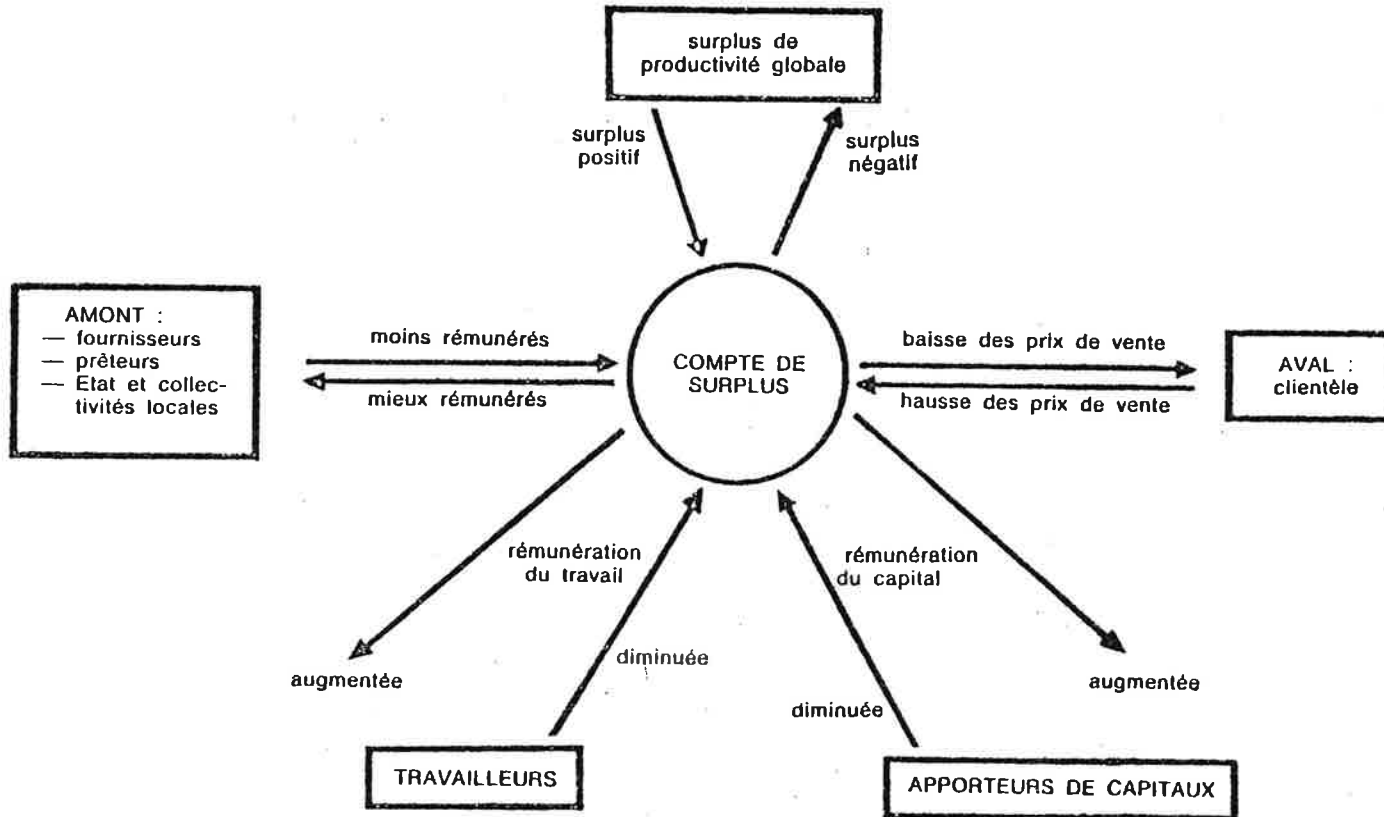 surplus de
productivité globale
surplus
positif
surplus
négatif
AMONT :
— fournisseurs
— prêteurs
— Etat et collec-
tivités locales
moins rémunérés
mieux rémunérés
COMPTE DE
SURPLUS
baisse des prix de vente
hausse des prix de vente
AVAL :
clientèle
rémunération
du travail
rémunération
du capital
augmentée
diminuée
diminuée
augmentée
TRAVAILLEURS
APPORTEURS DE CAPITAUX